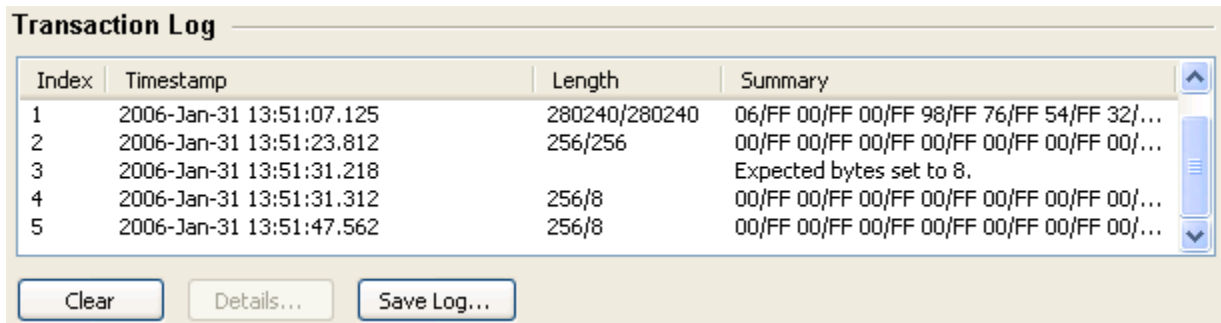 Transaction Log
Index Timestamp Length Summary
1 2006-Jan-31 13:51:07.125 280240/280240 06/FF 00/FF 00/FF 98/FF 76/FF 54/FF 32/...
2 2006-Jan-31 13:51:23.812 256/256 00/FF 00/FF 00/FF 00/FF 00/FF 00/FF 00/...
3 2006-Jan-31 13:51:31.218 Expected bytes set to 8.
4 2006-Jan-31 13:51:31.312 256/8 00/FF 00/FF 00/FF 00/FF 00/FF 00/FF 00/...
5 2006-Jan-31 13:51:47.562 256/8 00/FF 00/FF 00/FF 00/FF 00/FF 00/FF 00/...
Clear Details... Save Log...